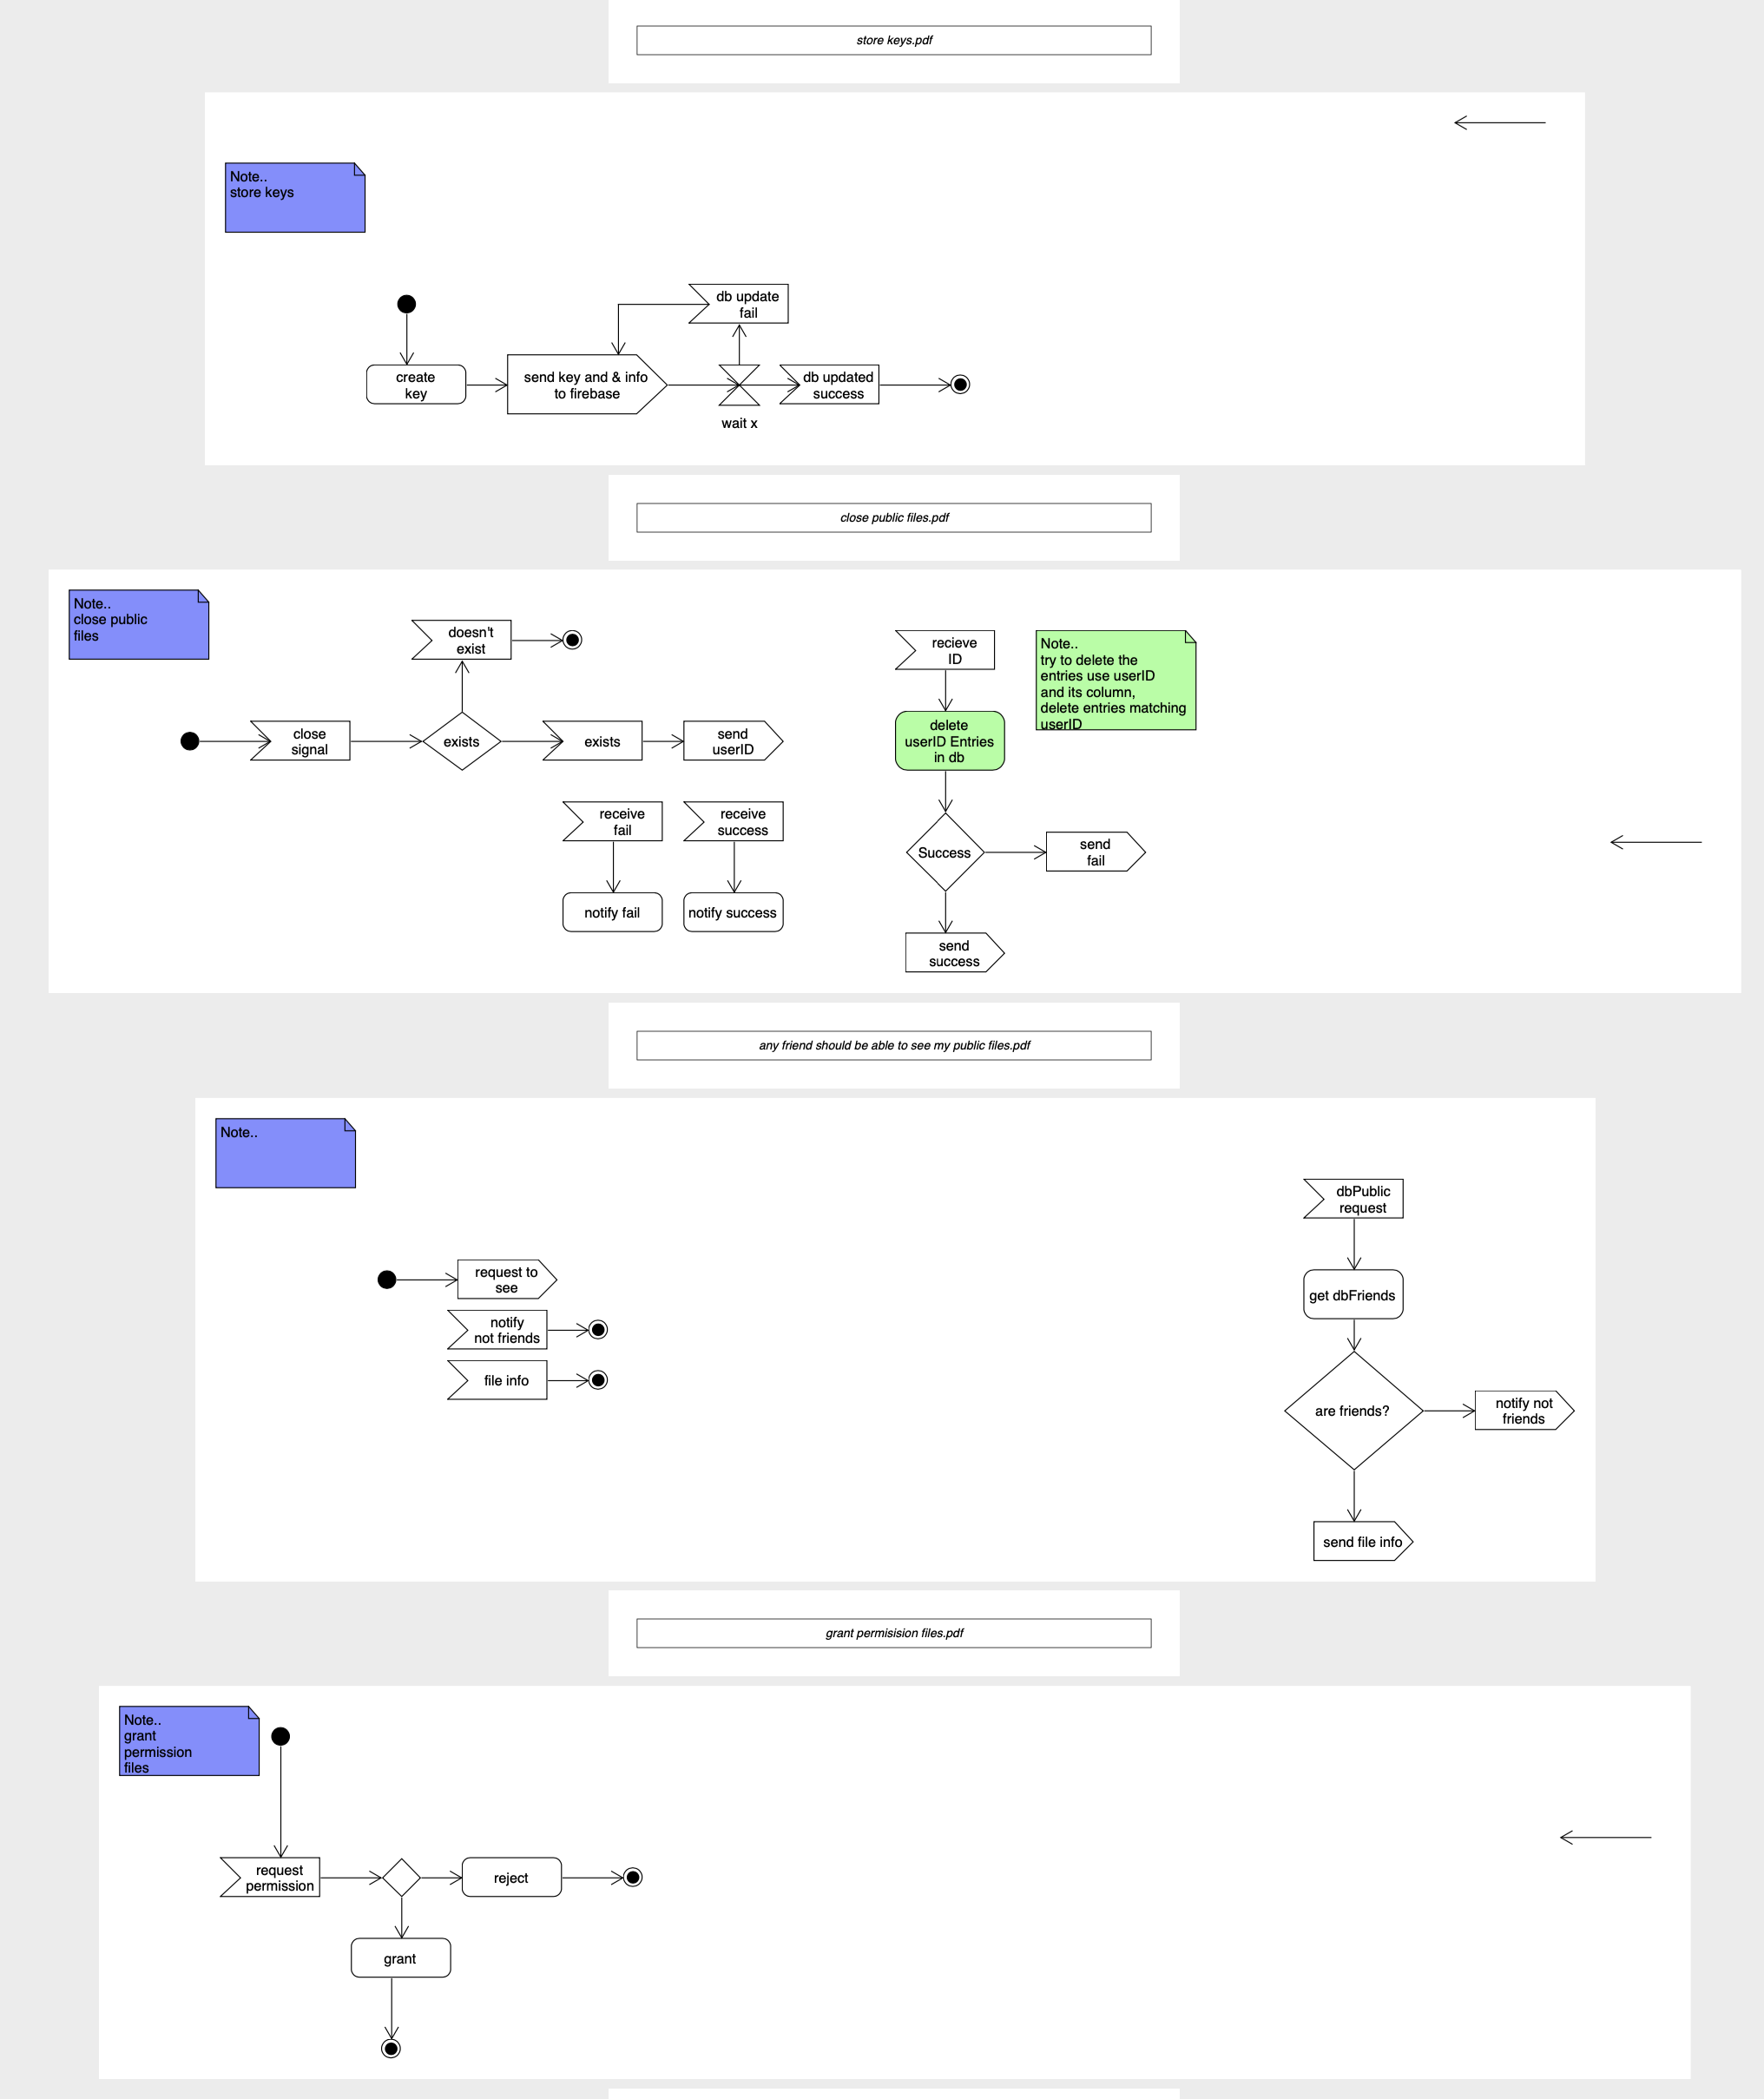 store keys.pdf
Note..
store keys
db update
fail
create
key
send key and & info
to firebase
db updated
success
wait x
close public files.pdf
Note..
close public
files
doesn't
exist
close
signal
exists
exists
send
userID
receive
fail
receive
success
notify fail
notify success
recieve
ID
Note..
try to delete the
entries use userID
and its column,
delete entries matching
userID
delete
userID Entries
in db
Success
send
fail
send
success
any friend should be able to see my public files.pdf
Note..
request to
see
notify
not friends
file info
dbPublic
request
get dbFriends
are friends?
notify not
friends
send file info
grant permisision files.pdf
Note..
grant
permission
files
request
permission
reject
grant